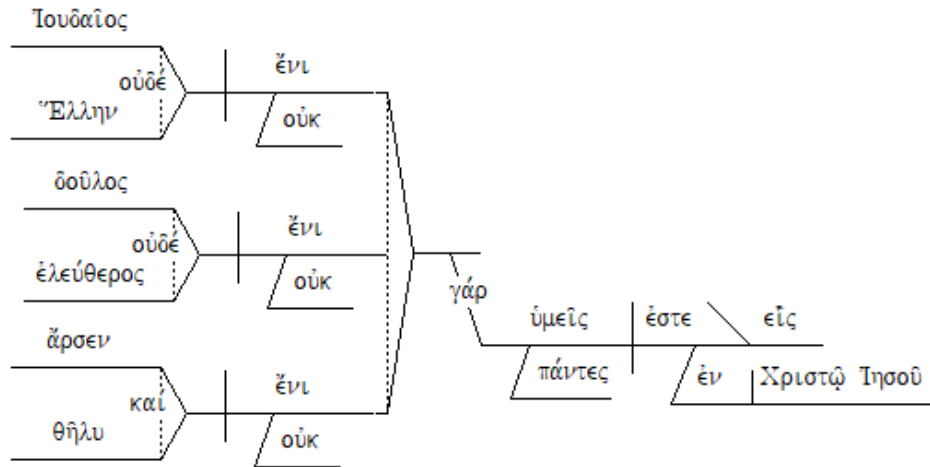 Ἰουδαῖος
οὐδέ
ἔνι
Ἕλλην
οὐκ
δοῦλος
οὐδέ
ἔνι
ἐλεύθερος
οὐκ
γάρ
ὑμεῖς ἐστε εἷς
πάντες ἐν Χριστῷ Ἰησοῦ
ἄρσεν
καί
ἔνι
θῆλυ
οὐκ